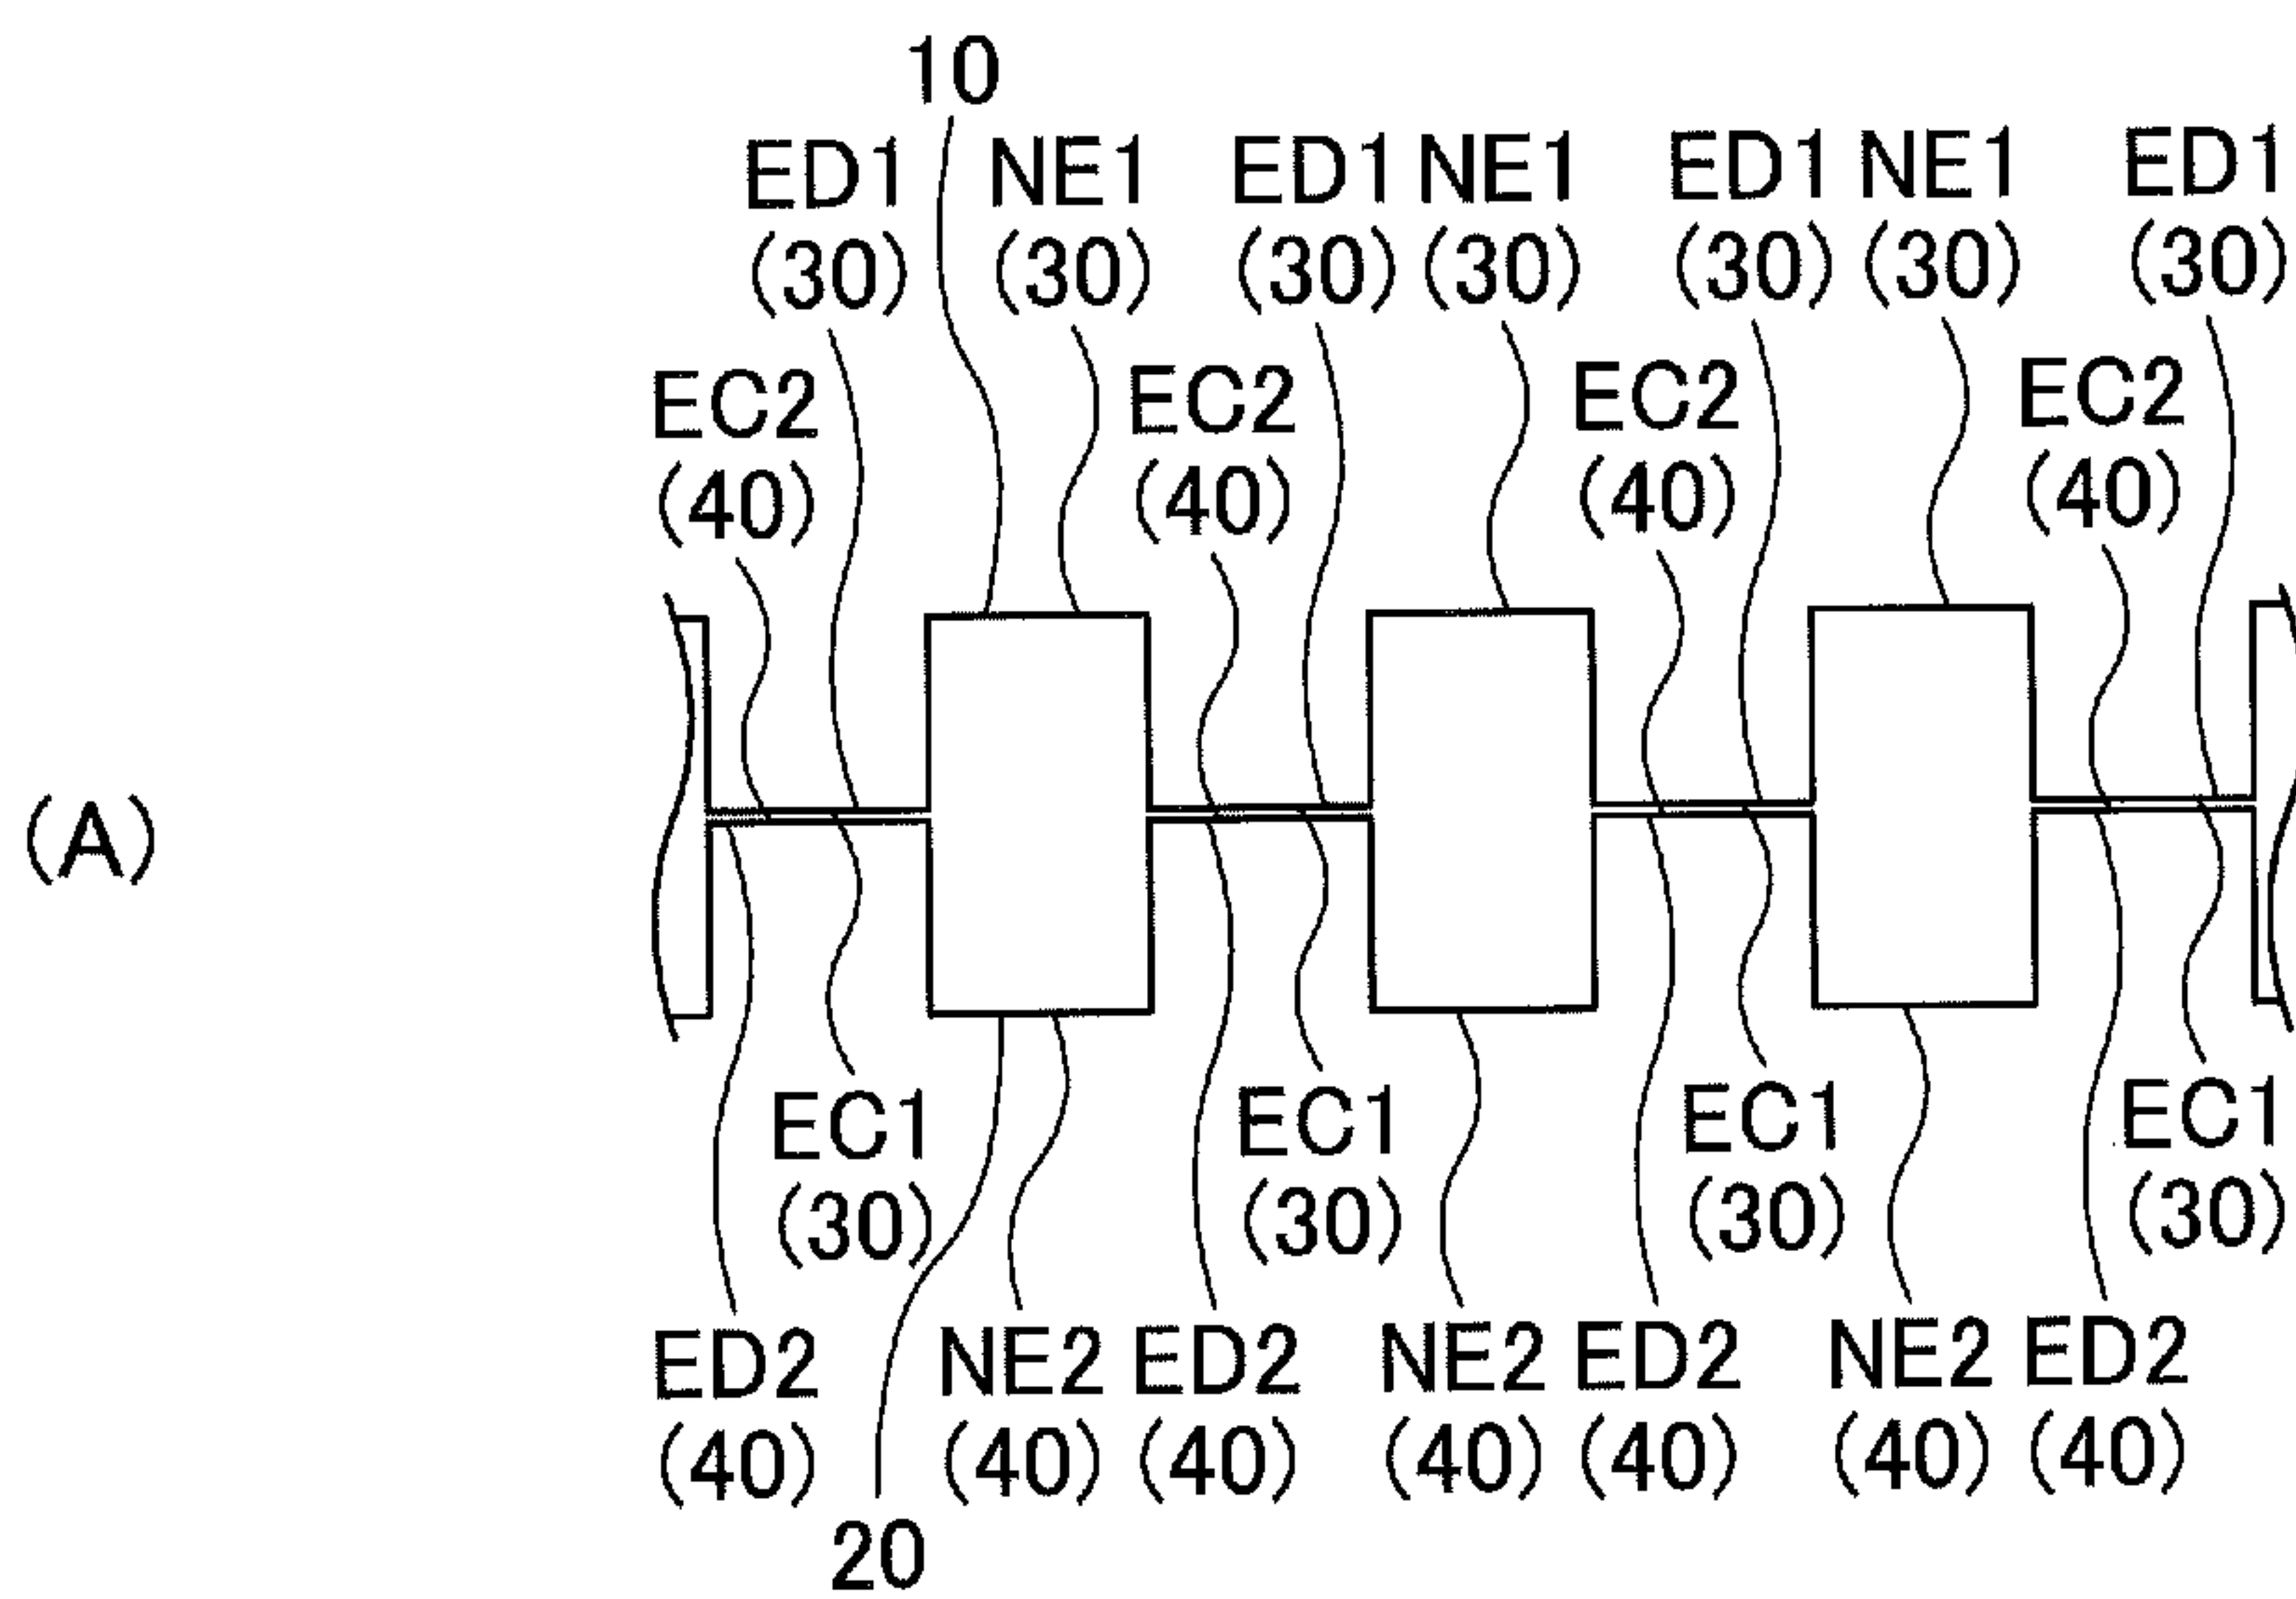 10
ED1 NE1 ED1 NE1 ED1 NE1 ED1
(30) (30) (30) (30) (30) (30) (30)
EC2 EC2 EC2 EC2
(40) (40) (40) (40)
(A)
EC1 EC1 EC1 EC1
(30) (30) (30) (30)
ED2 NE2 ED2 NE2 ED2 NE2 ED2
(40) (40) (40) (40) (40) (40) (40)
20